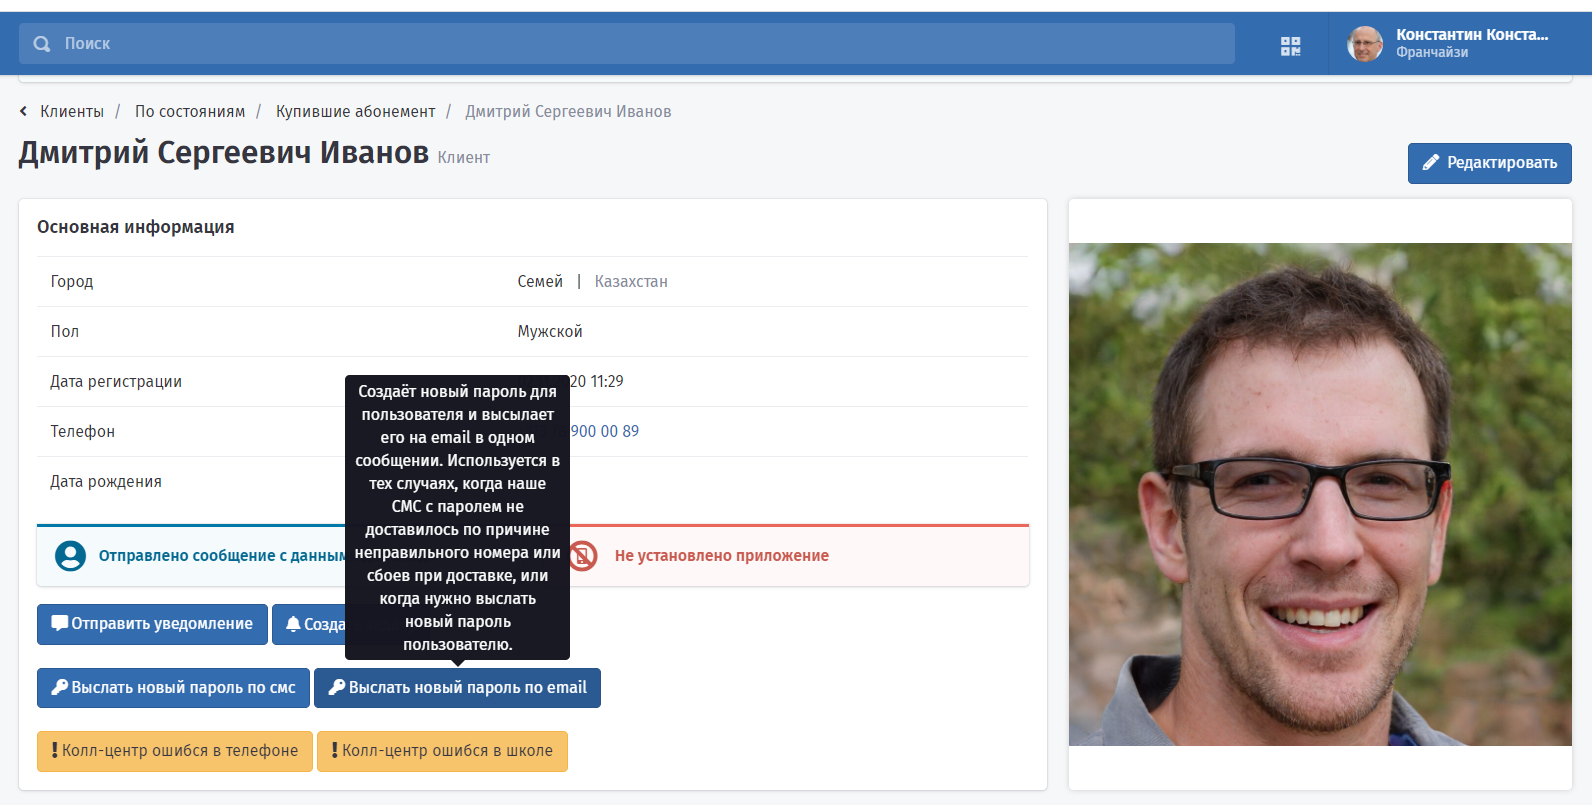 Поиск
Константин Конста...
Франчайзи
Клиенты / По состояниям / Купившие абонемент / Дмитрий Сергеевич Иванов
Дмитрий Сергеевич Иванов Клиент
Редактировать
Основная информация
Город Семей | Казахстан
Пол Мужской
Дата регистрации 20 11:29
Телефон 900 00 89
Дата рождения
Создаёт новый пароль для
пользователя и высылает
его на email в одном
сообщении. Используется в
тех случаях, когда наше
СМС с паролем не
доставилось по причине
неправильного номера или
сбоев при доставке, или
когда нужно выслать
новый пароль
пользователю.
Отправлено сообщение с данным
Не установлено приложение
Отправить уведомление
Созда
Выслать новый пароль по смс
Выслать новый пароль по email
Колл-центр ошибся в телефоне
Колл-центр ошибся в школе